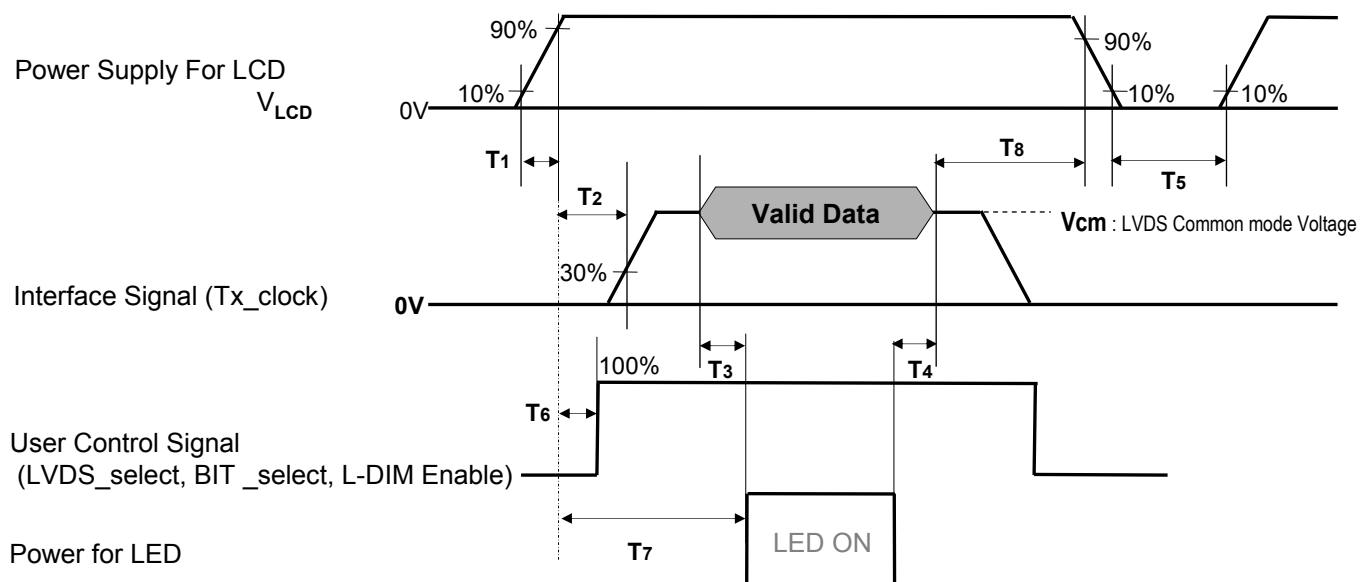 90%
90%
Power Supply For LCD
VLCD
10%
10%
10%
0V
T1
T8
T5
T2
Valid Data
Vcm : LVDS Common mode Voltage
30%
Interface Signal (Tx_clock)
0V
100%
T3
T4
T6
User Control Signal
(LVDS_select, BIT _select, L-DIM Enable)
T7
LED ON
Power for LED